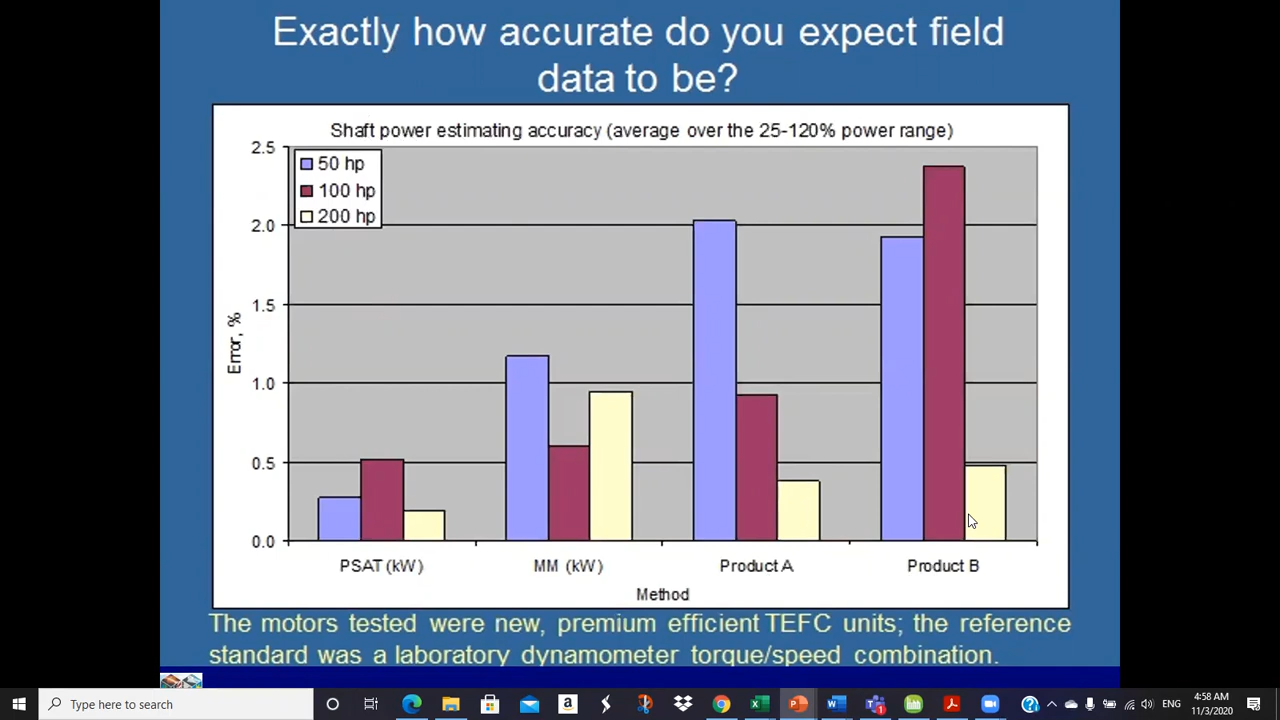 Exactly how accurate do you expect field
data to be?
Shaft power estimating accuracy (average over the 25-120% power range)
2.5
2.0
1.5
1.0
0.5
0.0
Error, %
50 hp
100 hp
200 hp
PSAT (kW)
MM (kW)
Product A
Product B
Method
The motors tested were new, premium efficient TEFC units; the reference
standard was a laboratory dynamometer torque/speed combination.
Type here to search
ENG
4:58 AM
11/3/2020